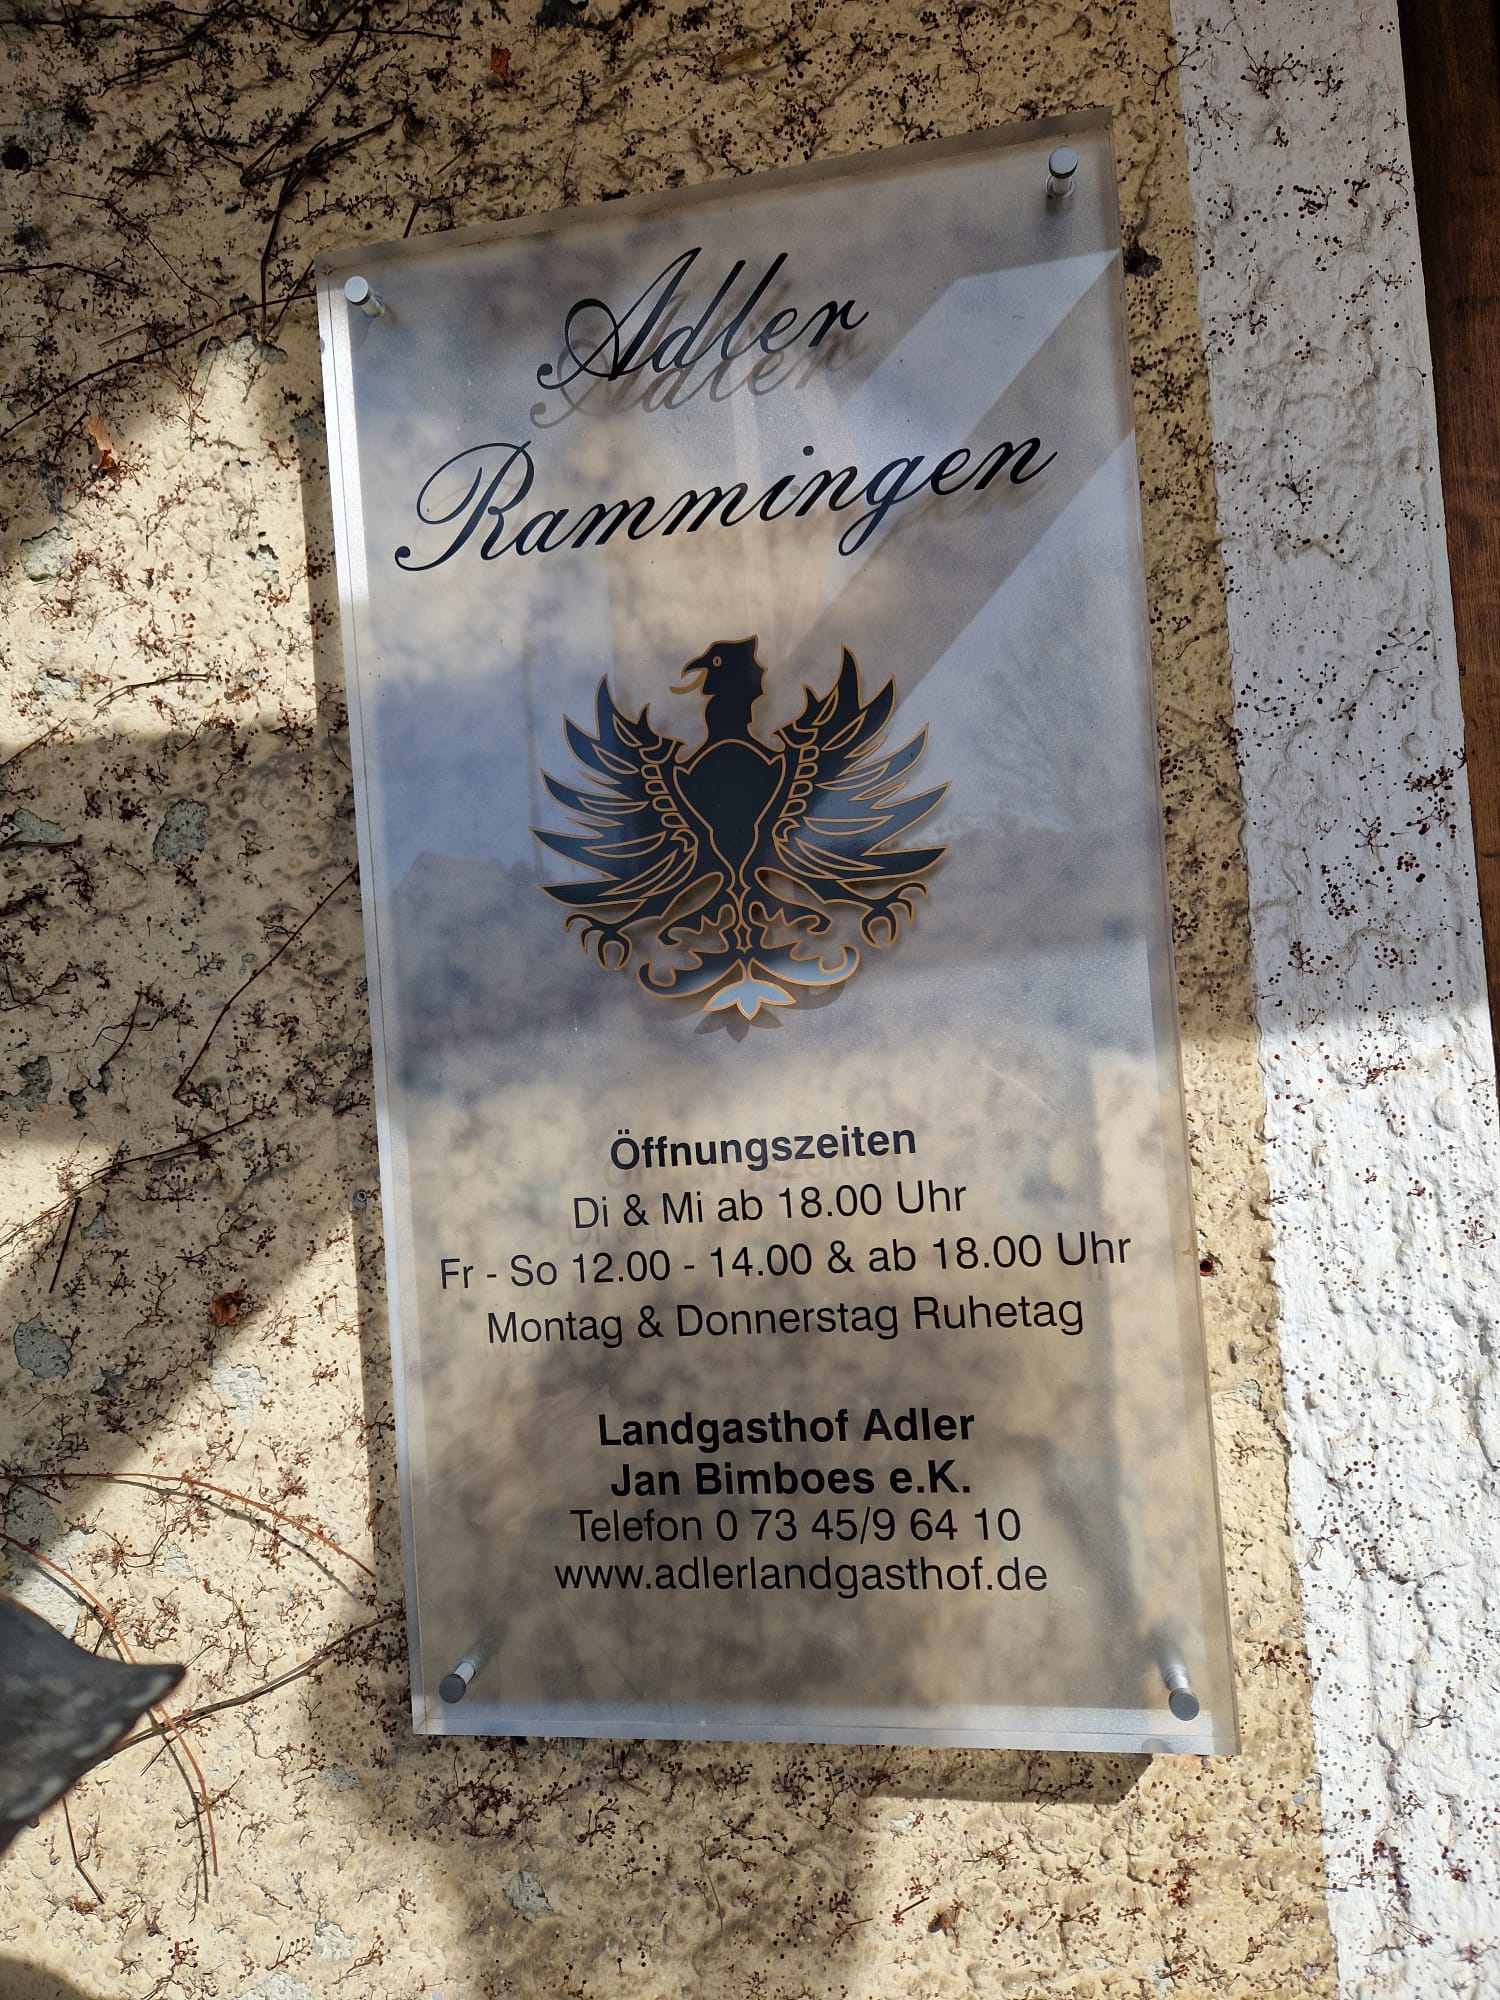 Adler
Rammingen
Öffnungszeiten
Di & Mi ab 18.00 Uhr
Fr - So 12.00 - 14.00 & ab 18.00 Uhr
Montag & Donnerstag Ruhetag
Landgasthof Adler
Jan Bimboes e.K.
Telefon 0 73 45/9 64 10
www.adlerlandgasthof.de